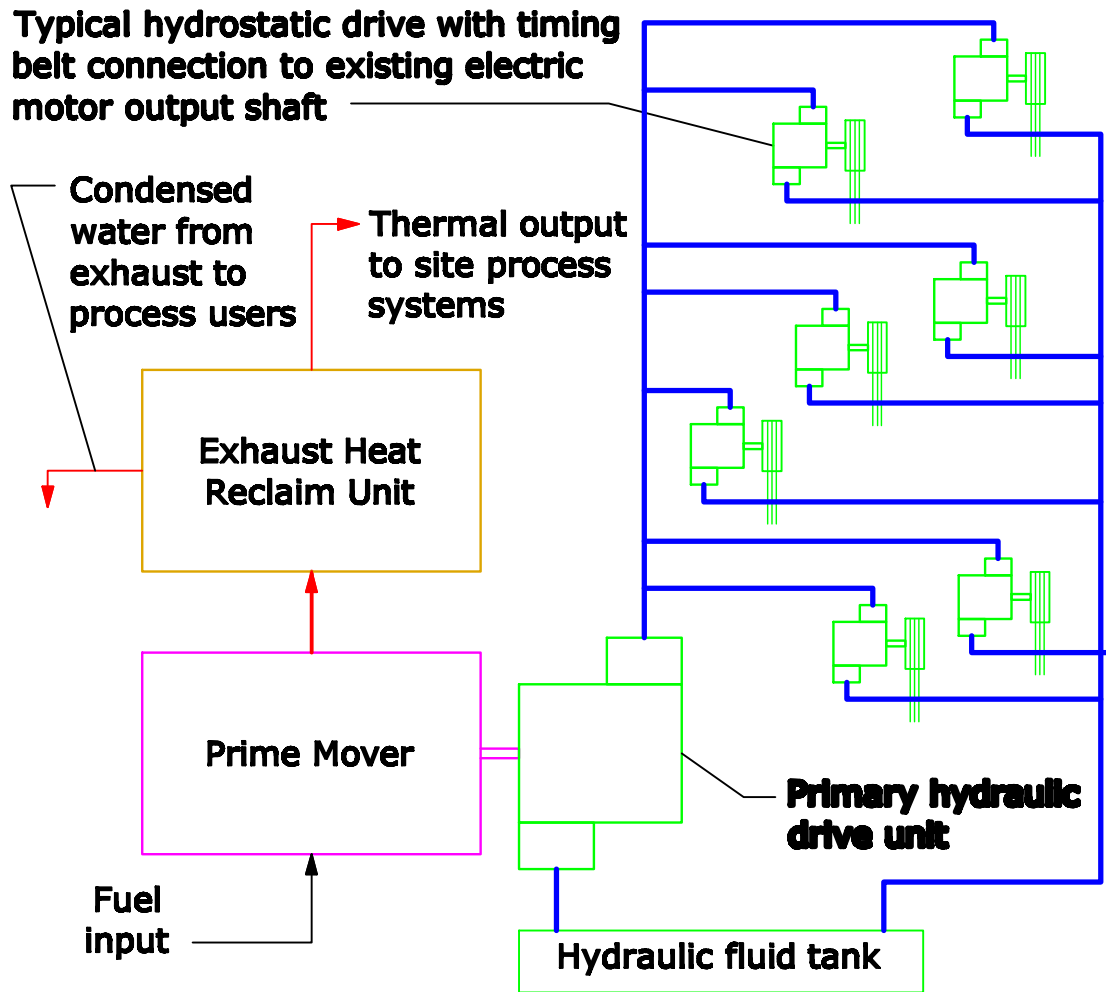 Typical hydrostatic drive with timing
belt connection to existing electric
motor output shaft
Condensed
water from
exhaust to
process users
Thermal output
to site process
systems
Exhaust Heat
Reclaim Unit
Prime Mover
Primary hydraulic
drive unit
Fuel
input
Hydraulic fluid tank